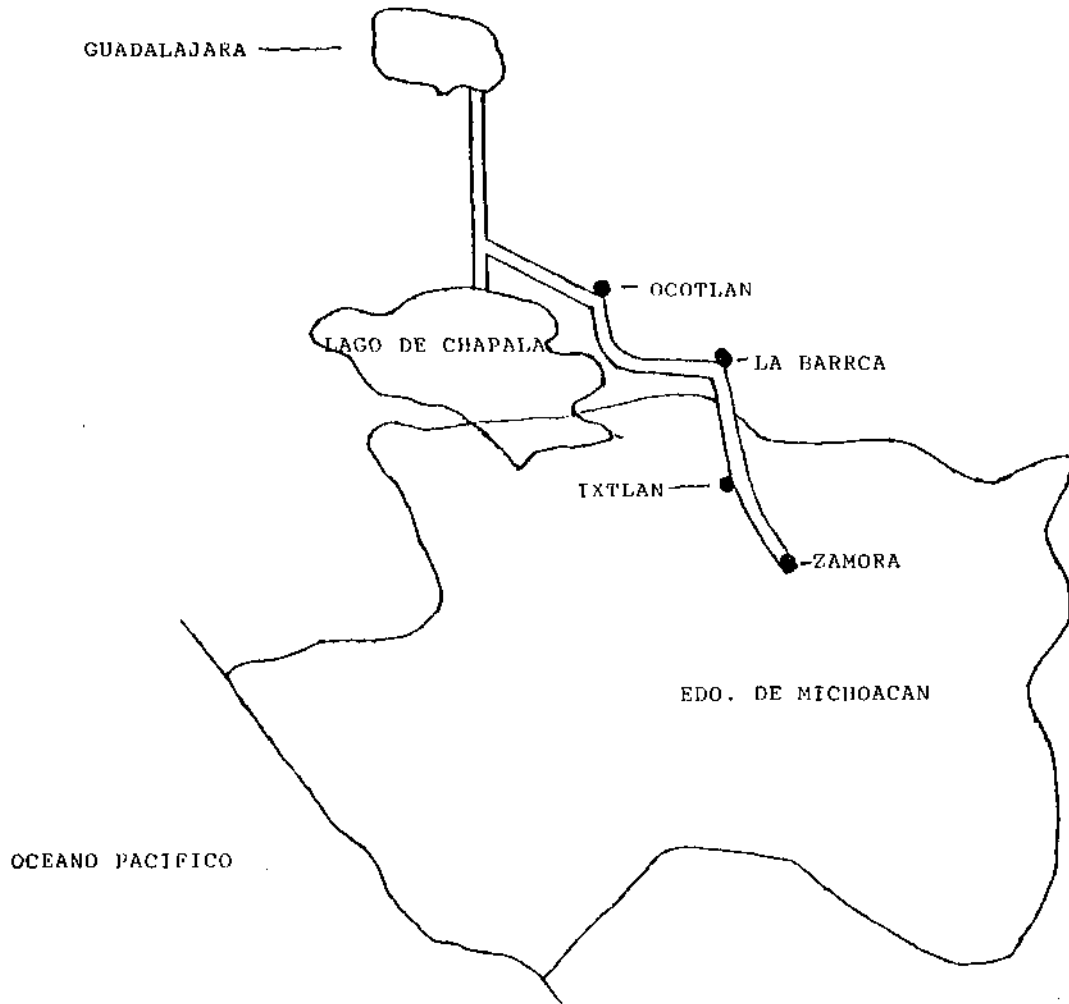 GUADALAJARA
OCOTLAN
LAGO DE CHAPALA
LA BARRCA
IXTLAN
ZAMORA
EDO. DE MICHOACAN
OCEANO PACIFICO